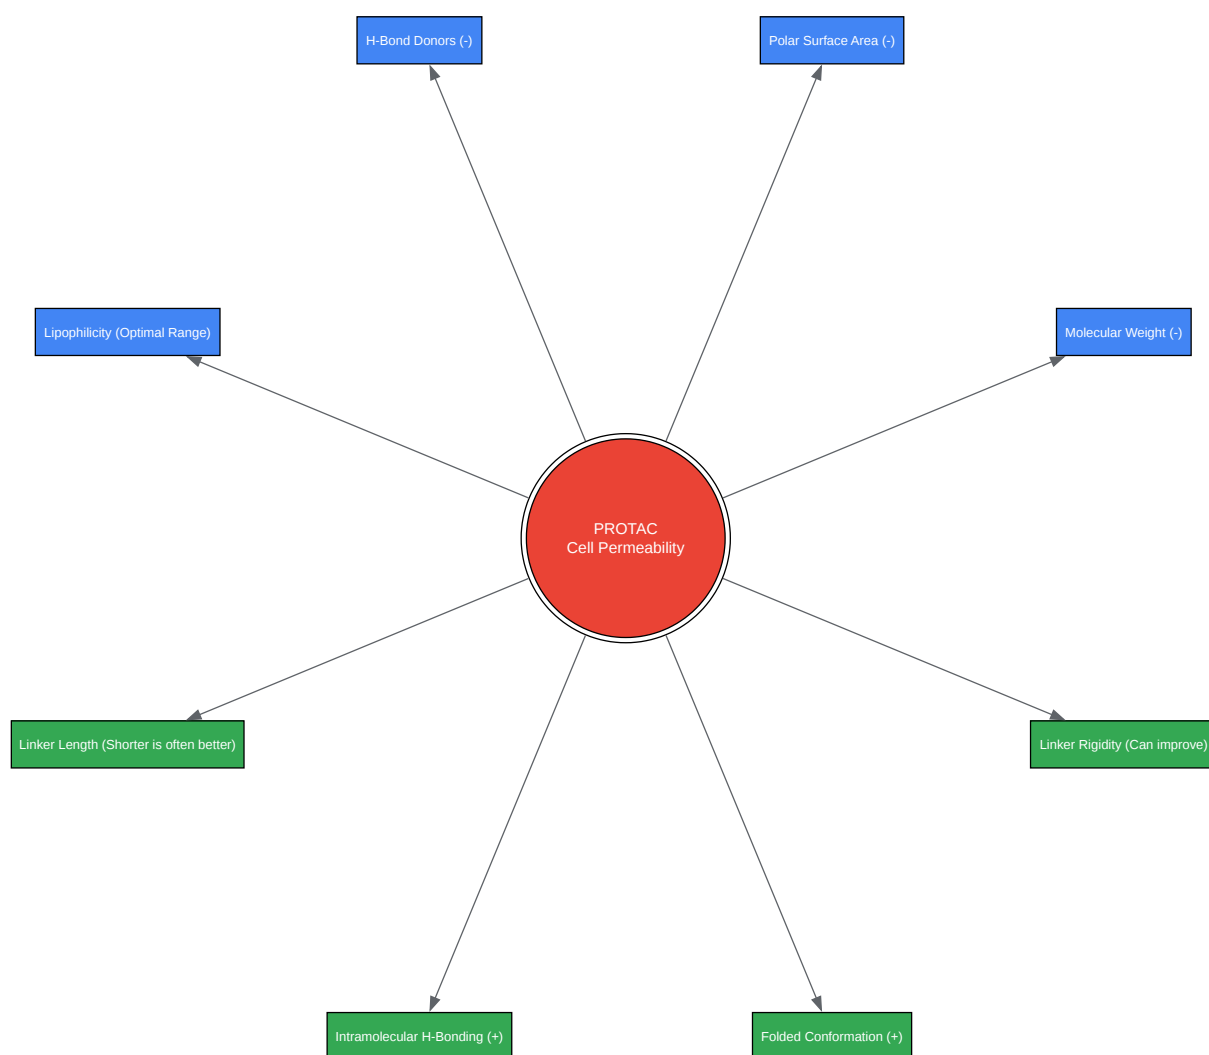 H-Bond Donors (-)
Polar Surface Area (-)
Lipophilicity (Optimal Range)
Molecular Weight (-)
PROTAC
Cell Permeability
Linker Length (Shorter is often better)
Linker Rigidity (Can improve)
Intramolecular H-Bonding (+)
Folded Conformation (+)